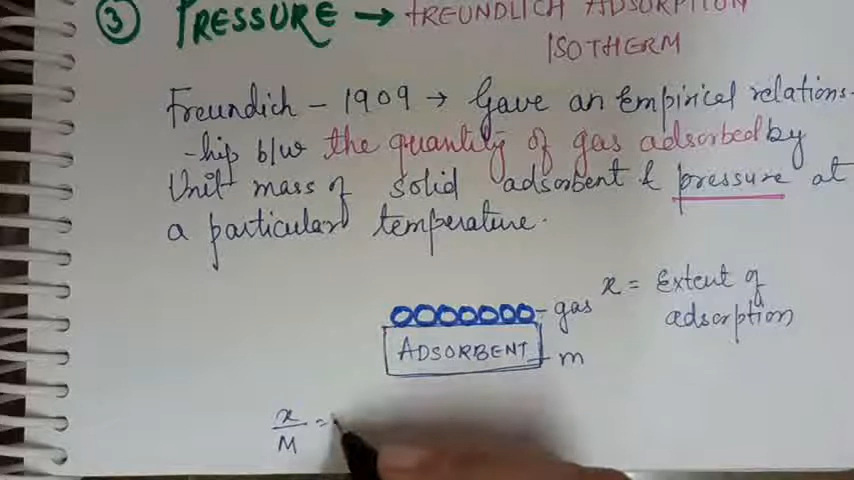 ③ PRESSURE → FREUNDLICH ADSORPTION
ISOTHERM
Freundich - 1909 → Gave an Empirical relations-
-hip b/w the quantity of gas adsorbed by
Unit mass of solid adsorbent & pressure at
a particular temperature.
x = Extent of
adsorption
gas
ADSORBENT
m
x/M =